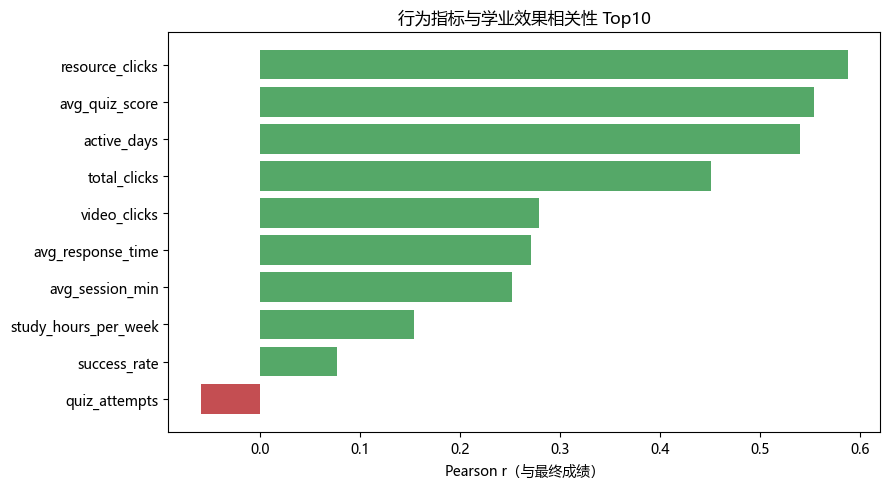 行为指标与学业效果相关性 Top10
resource_clicks
avg_quiz_score
active_days
total_clicks
video_clicks
avg_response_time
avg_session_min
study_hours_per_week
success_rate
quiz_attempts
0.0 0.1 0.2 0.3 0.4 0.5 0.6
Pearson r（与最终成绩）